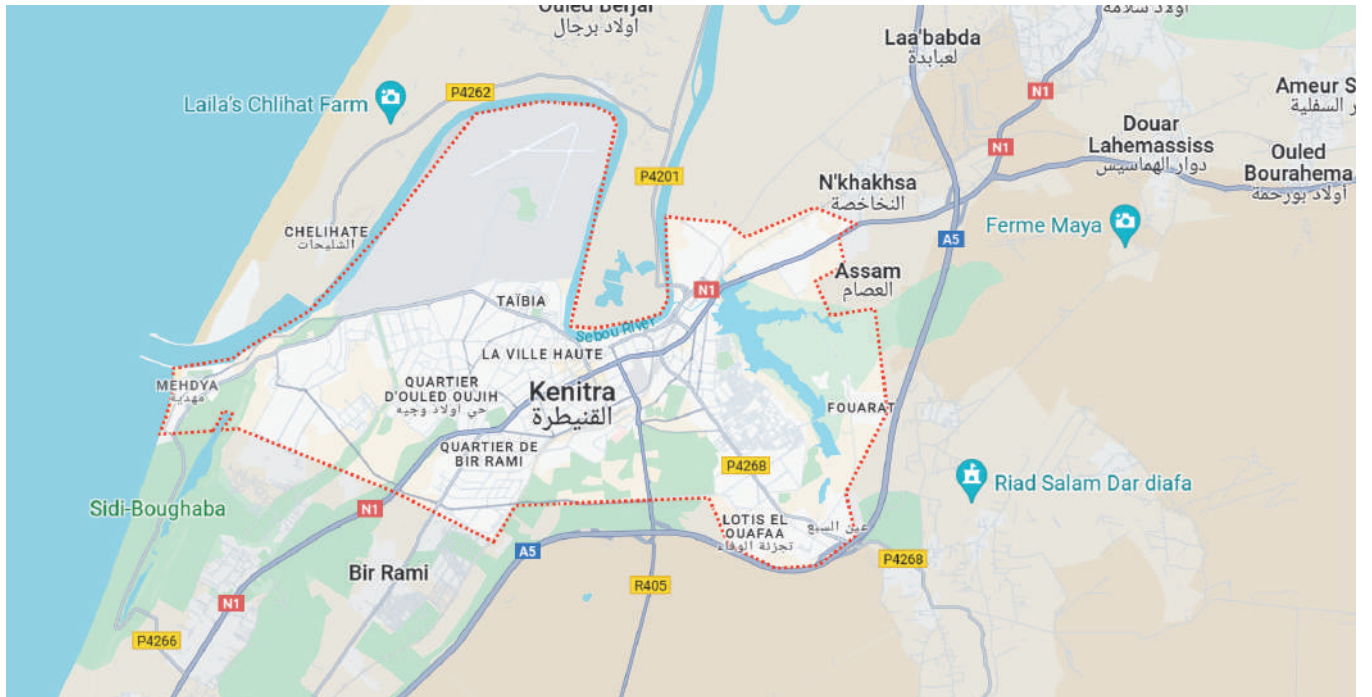 Ouled Berjal
اولاد برجال
اولاد سلامة
Laa'babda
لعبابدة
P4262
Laila's Chlihat Farm
N1
Ameur S
ر السفلية
Douar
Lahemassiss
دوار الهماسيس
N1
Ouled
Bourahema
أولاد بورحمة
P4201
N'khakhsa
النخاخصة
CHELIHATE
الشليحات
A5
Ferme Maya
Assam
العصام
N1
TAÏBIA
Sebou River
LA VILLE HAUTE
MEHDYA
مهدية
QUARTIER
D'OULED OUJIH
حي اولاد وجيه
Kenitra
القنيطرة
FOUARAT
QUARTIER DE
BIR RAMI
P4268
Riad Salam Dar diafa
Sidi-Boughaba
N1
LOTIS EL
OUAFAA
تجزئة الوفاء
عين السبع
A5
P4268
Bir Rami
R405
N1
P4266